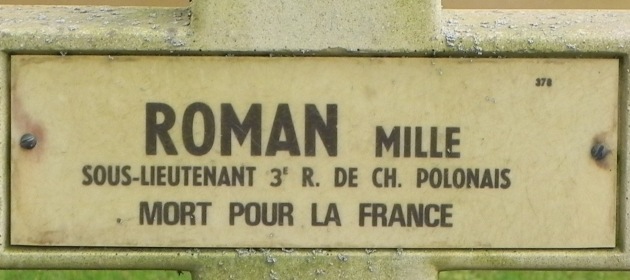 378
ROMAN MILLE
SOUS-LIEUTENANT 3E R. DE CH. POLONAIS
MORT POUR LA FRANCE